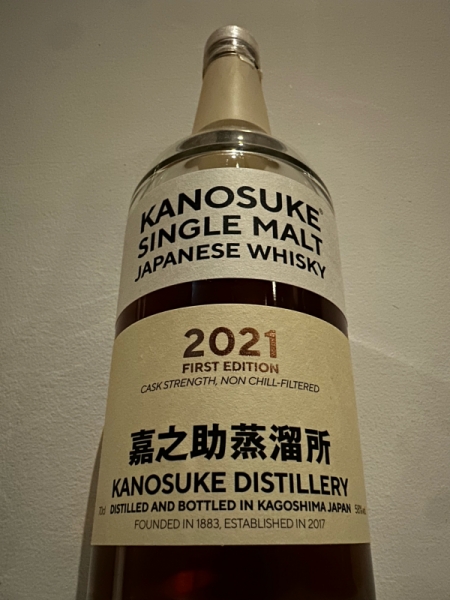 KANOSUKE®
SINGLE MALT
JAPANESE WHISKY
2021
FIRST EDITION
CASK STRENGTH, NON CHILL-FILTERED
嘉之助蒸溜所
KANOSUKE DISTILLERY
70cl DISTILLED AND BOTTLED IN KAGOSHIMA JAPAN
FOUNDED IN 1883, ESTABLISHED IN 2017